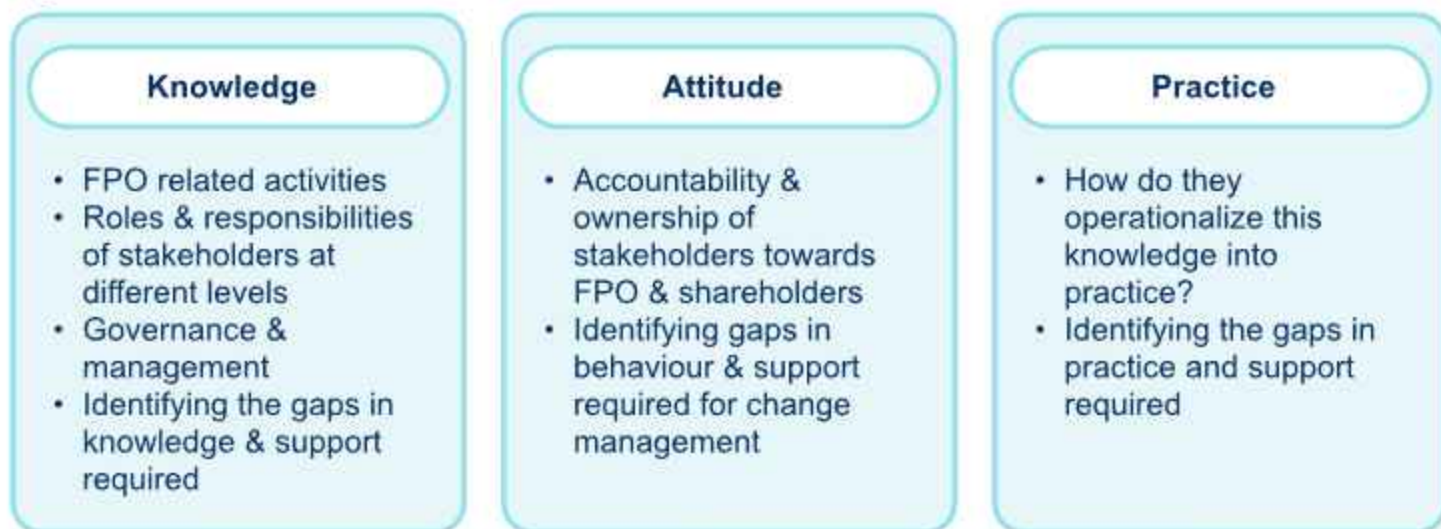 Knowledge
• FPO related activities
• Roles & responsibilities
of stakeholders at
different levels
• Governance &
management
• Identifying the gaps in
knowledge & support
required
Attitude
• Accountability &
ownership of
stakeholders towards
FPO & shareholders
• Identifying gaps in
behaviour & support
required for change
management
Practice
• How do they
operationalize this
knowledge into
practice?
• Identifying the gaps in
practice and support
required